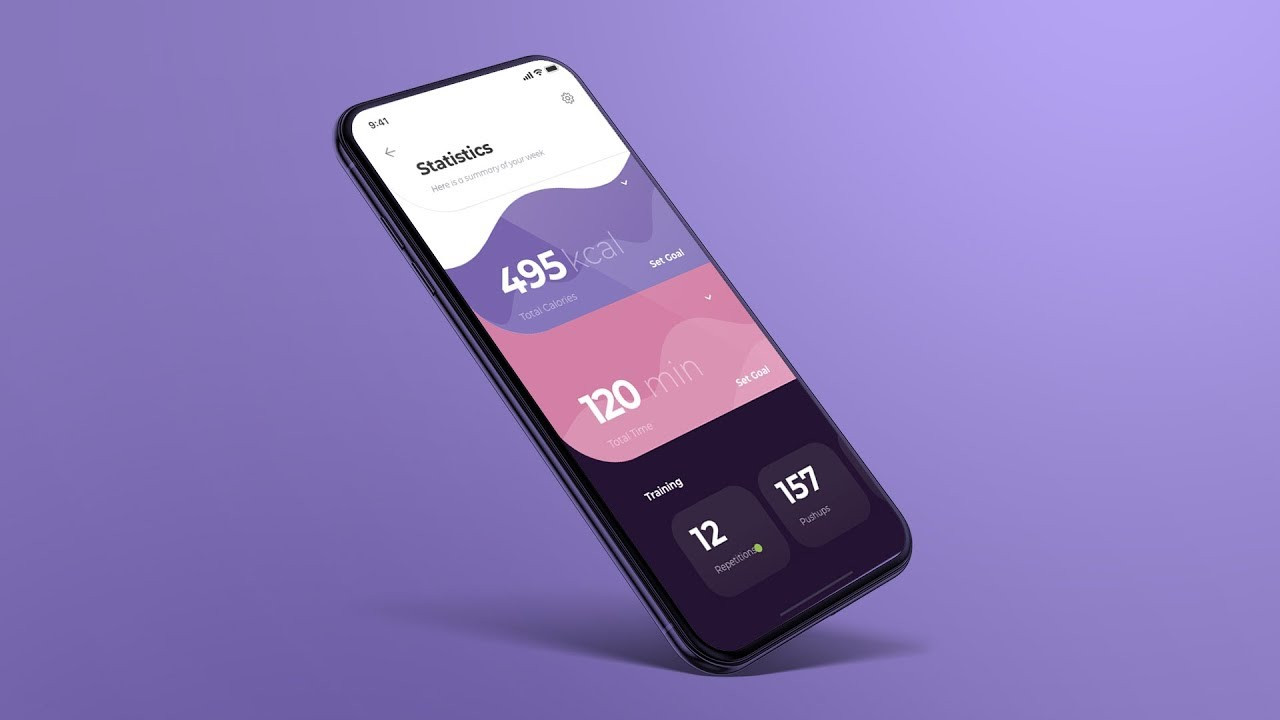 9:41
Statistics
Here is a summary of your week
495 kcal
Total Calories
Set Goal
120 min
Total Time
Set Goal
Training
12
Repetitions
157
Pushups